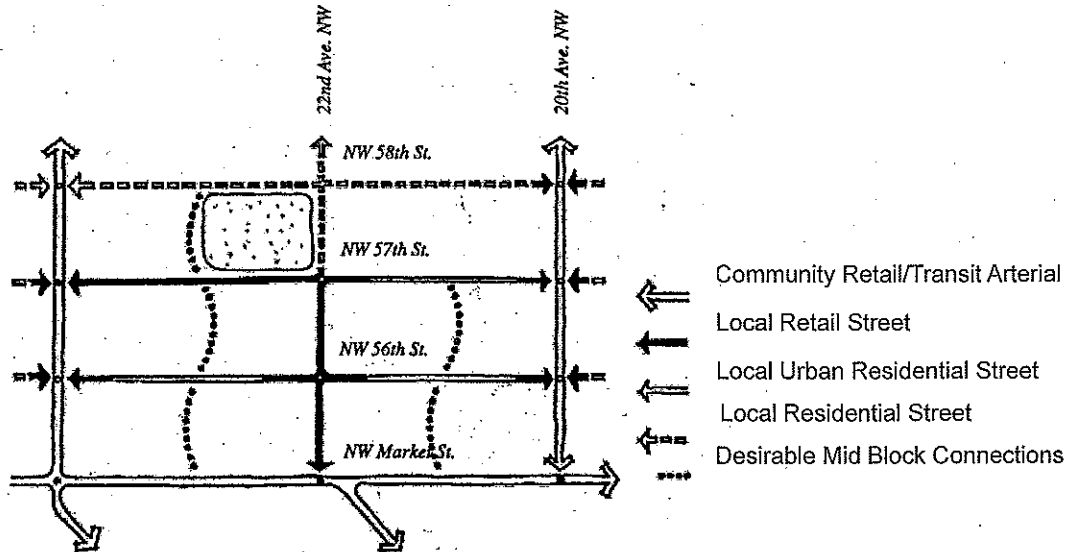 22nd Ave. NW
20th Ave. NW
NW 58th St.
NW 57th St.
NW 56th St.
NW Market St.
Community Retail/Transit Arterial
Local Retail Street
Local Urban Residential Street
Local Residential Street
Desirable Mid Block Connections